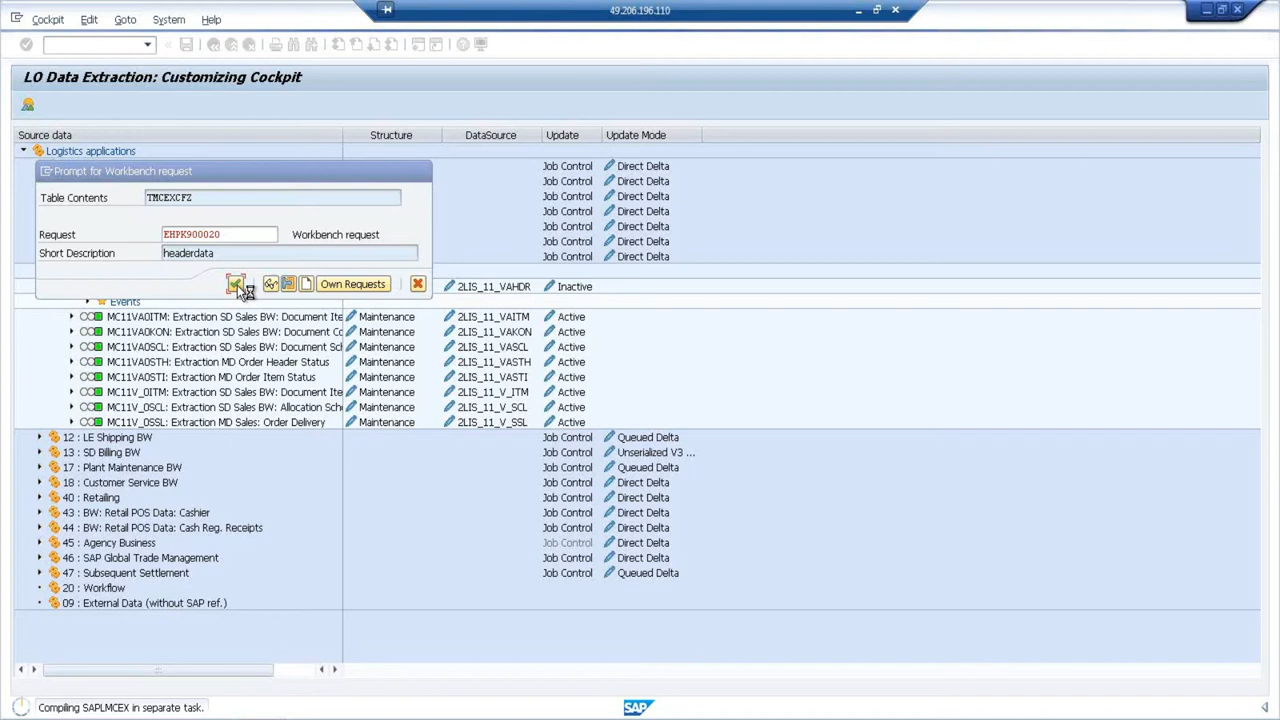 49.206.196.110
Cockpit Edit Goto System Help
LO Data Extraction: Customizing Cockpit
Source data Structure DataSource Update Update Mode
Logistics applications
Job Control Direct Delta
Prompt for Workbench request
Job Control Direct Delta
Table Contents TMCEXCFZ
Job Control Direct Delta
Job Control Direct Delta
Job Control Direct Delta
Request EHPK900020 Workbench request
Job Control Direct Delta
Short Description headerdata
Own Requests
2LIS_11_VAHDR Inactive
Events
MC11VA0ITM: Extraction SD Sales BW: Document Ite Maintenance 2LIS_11_VAITM Active
MC11VA0KON: Extraction SD Sales BW: Document Co Maintenance 2LIS_11_VAKON Active
MC11VA0SCL: Extraction SD Sales BW: Document Sch Maintenance 2LIS_11_VASCL Active
MC11VA0STH: Extraction MD Order Header Status Maintenance 2LIS_11_VASTH Active
MC11VA0STI: Extraction MD Order Item Status Maintenance 2LIS_11_VASTI Active
MC11V_0ITM: Extraction SD Sales BW: Document Ite Maintenance 2LIS_11_V_ITM Active
MC11V_0SCL: Extraction SD Sales BW: Allocation Sche Maintenance 2LIS_11_V_SCL Active
MC11V_0SSL: Extraction MD Sales: Order Delivery Maintenance 2LIS_11_V_SSL Active
12 : LE Shipping BW Job Control Queued Delta
13 : SD Billing BW Job Control Unserialized V3 ...
17 : Plant Maintenance BW Job Control Queued Delta
18 : Customer Service BW Job Control Direct Delta
40 : Retailing Job Control Direct Delta
43 : BW: Retail POS Data: Cashier Job Control Direct Delta
44 : BW: Retail POS Data: Cash Reg. Receipts Job Control Direct Delta
45 : Agency Business Job Control Direct Delta
46 : SAP Global Trade Management Job Control Direct Delta
47 : Subsequent Settlement Job Control Queued Delta
20 : Workflow
09 : External Data (without SAP ref.)
Compiling SAPLMCEX in separate task.
SAP